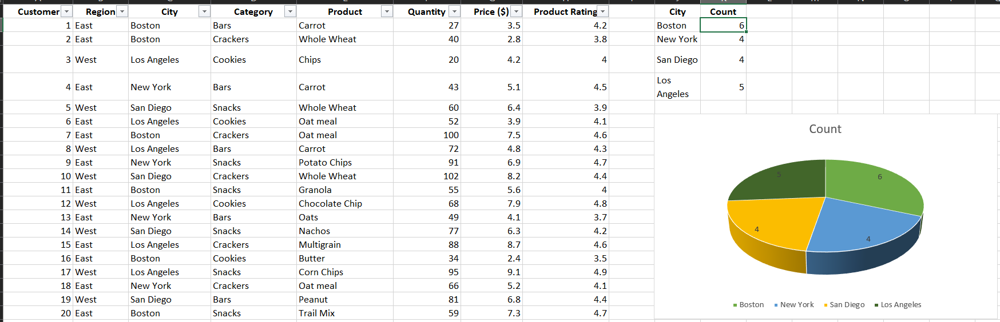 Customer Region City Category Product Quantity Price ($) Product Rating City Count
1 East Boston Bars Carrot 27 3.5 4.2 Boston 6
2 East Boston Crackers Whole Wheat 40 2.8 3.8 New York 4
3 West Los Angeles Cookies Chips 20 4.2 4 San Diego 4
4 East New York Bars Carrot 43 5.1 4.5 Los Angeles 5
5 West San Diego Snacks Whole Wheat 60 6.4 3.9
6 East Los Angeles Cookies Oat meal 52 3.9 4.1
7 East Boston Crackers Oat meal 100 7.5 4.6
8 West Los Angeles Bars Carrot 72 4.8 4.3
9 East New York Snacks Potato Chips 91 6.9 4.7
10 West San Diego Crackers Whole Wheat 102 8.2 4.4
11 East Boston Snacks Granola 55 5.6 4
12 West Los Angeles Cookies Chocolate Chip 68 7.9 4.8
13 East New York Bars Oats 49 4.1 3.7
14 West San Diego Snacks Nachos 77 6.3 4.2
15 East Los Angeles Crackers Multigrain 88 8.7 4.6
16 East Boston Cookies Butter 34 2.4 3.5
17 West Los Angeles Snacks Corn Chips 95 9.1 4.9
18 East New York Crackers Oat meal 66 5.2 4.1
19 West San Diego Bars Peanut 81 6.8 4.4
20 East Boston Snacks Trail Mix 59 7.3 4.7
Count
5 6
4 4
Boston New York San Diego Los Angeles